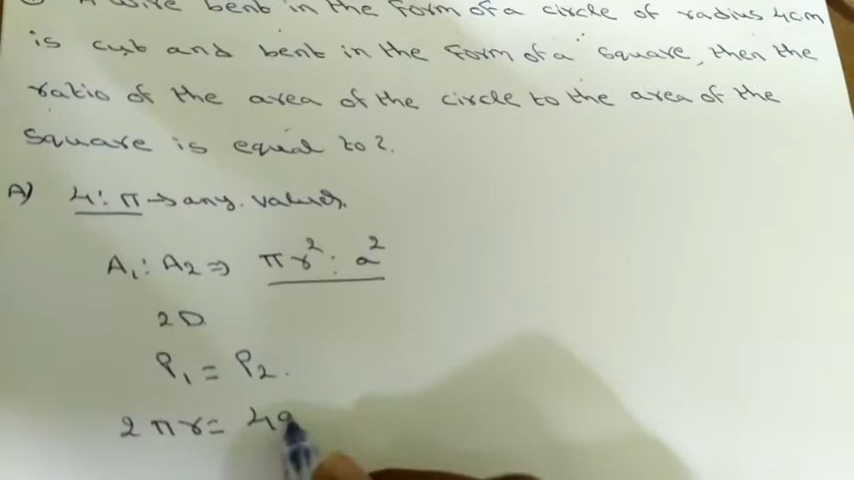 A wire bent in the form of a circle of radius 4cm
is cut and bent in the form of a square, then the
ratio of the area of the circle to the area of the
square is equal to?.
A) 4:π → any. values.
A₁:A₂ ⇒ πr² : a²
2D
P₁ = P₂.
2πr = 4a